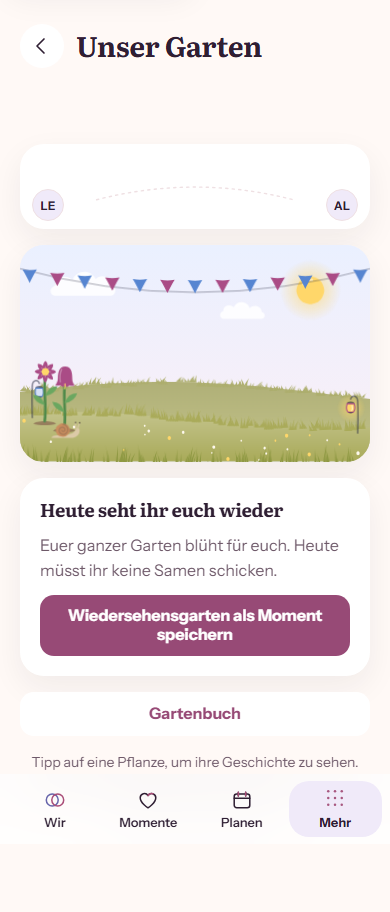 Unser Garten
LE
AL
Heute seht ihr euch wieder
Euer ganzer Garten blüht für euch. Heute
müsst ihr keine Samen schicken.
Wiedersehensgarten als Moment
speichern
Gartenbuch
Tipp auf eine Pflanze, um ihre Geschichte zu sehen.
Wir
Momente
Planen
Mehr